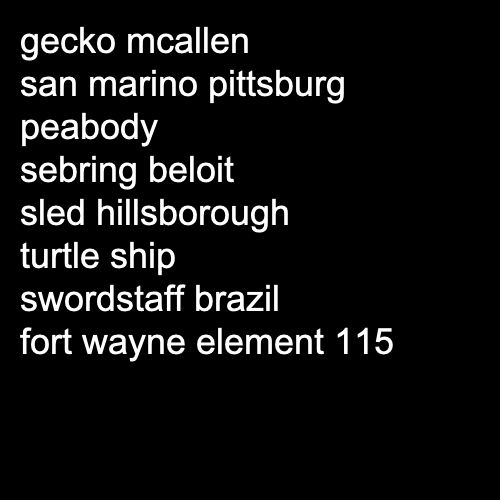 gecko mcallen
san marino pittsburg
peabody
sebring beloit
sled hillsborough
turtle ship
swordstaff brazil
fort wayne element 115